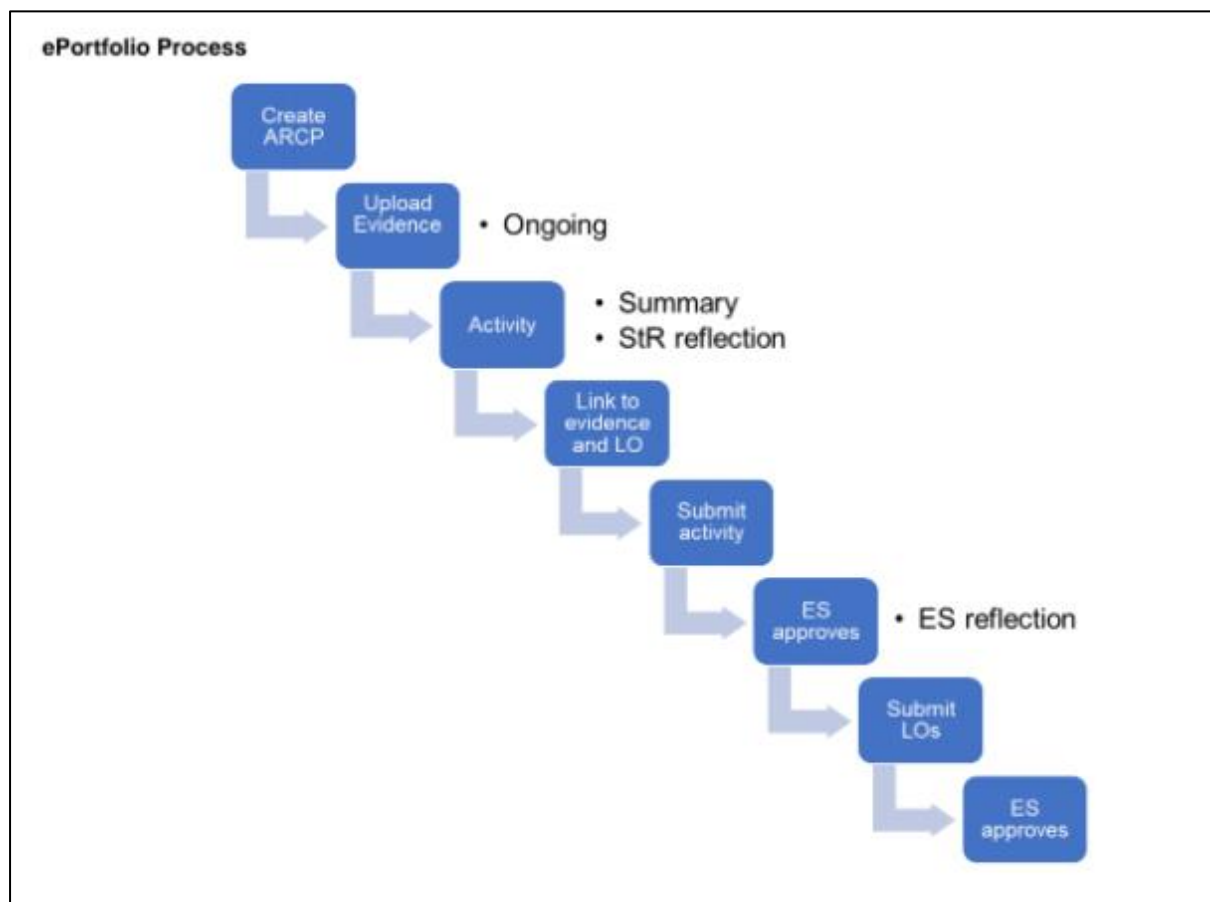 ePortfolio Process
Create
ARCP
Upload
Evidence
• Ongoing
Activity
• Summary
• StR reflection
Link to
evidence
and LO
Submit
activity
ES
approves
• ES reflection
Submit
LOs
ES
approves